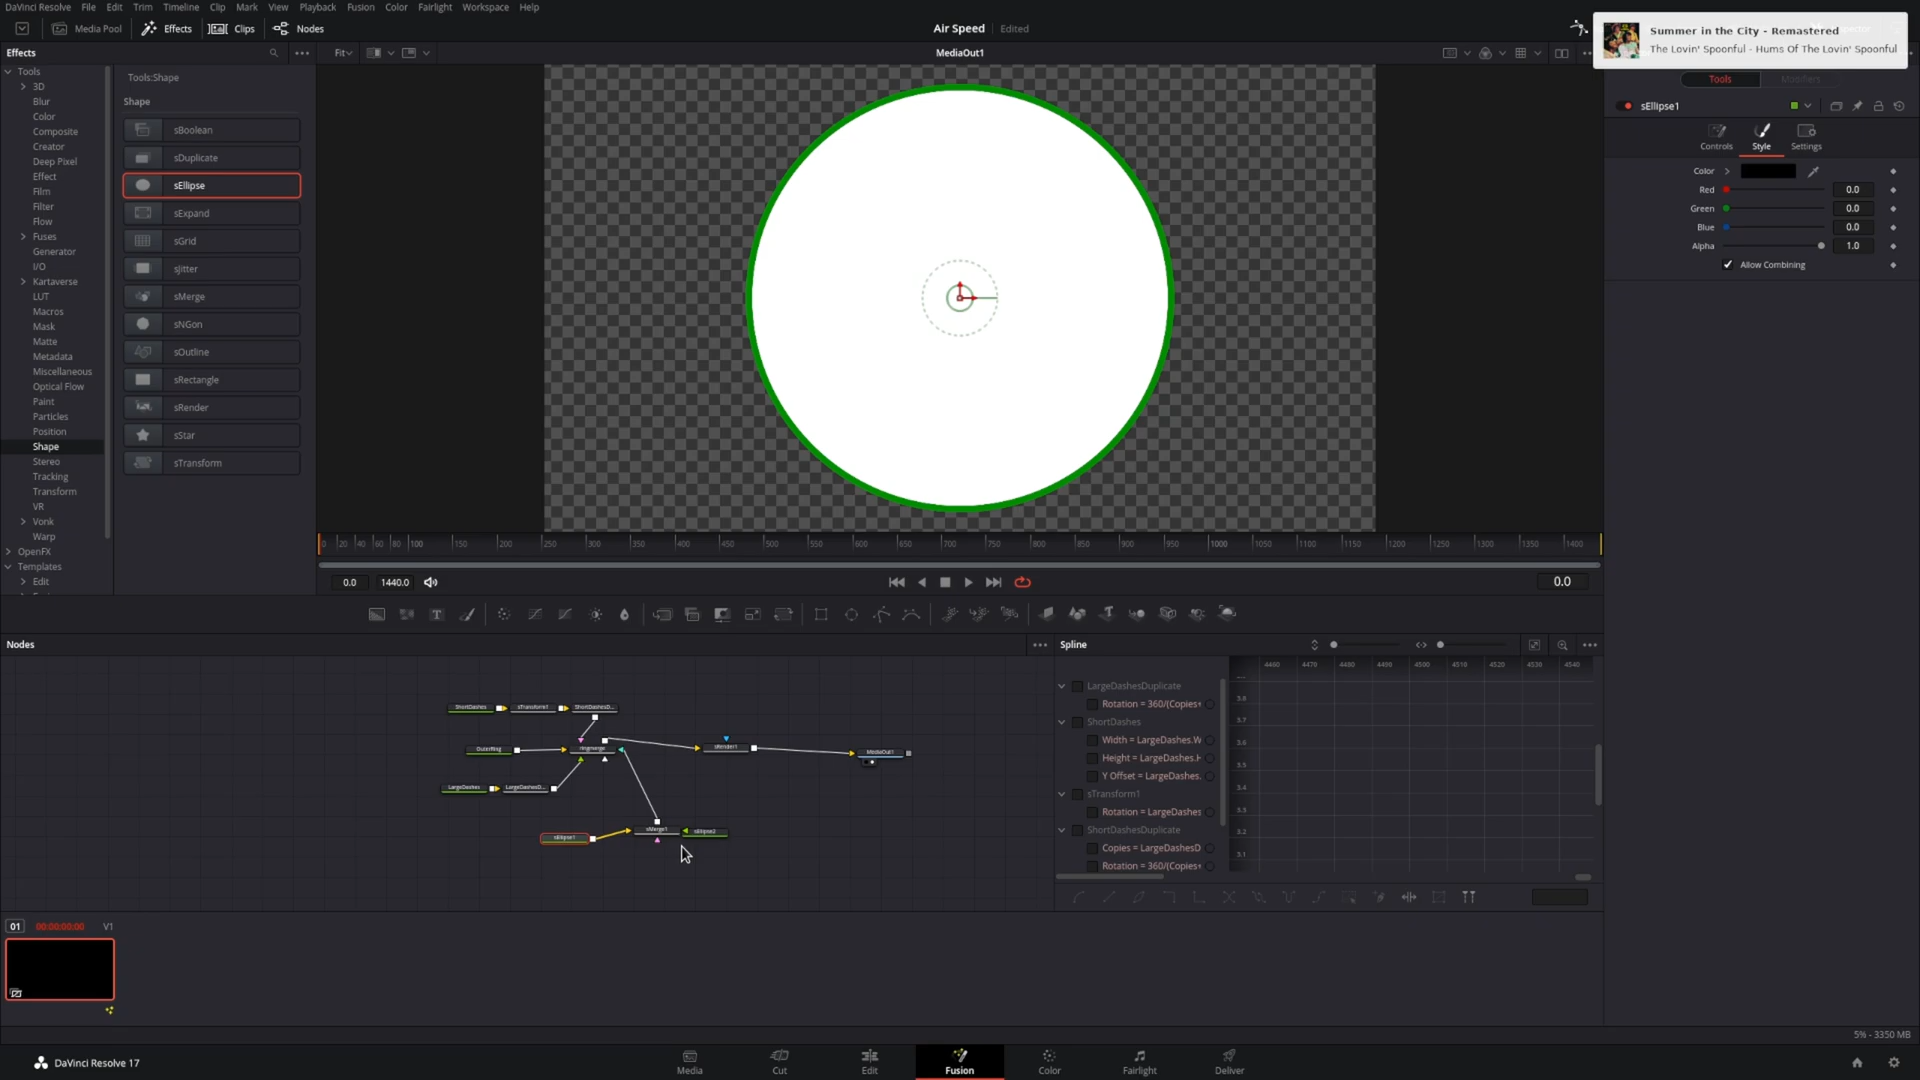 DaVinci Resolve File Edit Trim Timeline Clip Mark View Playback Fusion Color Fairlight Workspace Help
Media Pool Effects Clips Nodes
Air Speed Edited
Summer in the City - Remastered
The Lovin' Spoonful - Hums Of The Lovin' Spoonful
Effects
Fit
MediaOut1
Tools
3D
Blur
Color
Composite
Creator
Deep Pixel
Effect
Film
Filter
Flow
Fuses
Generator
I/O
Kartaverse
LUT
Macros
Mask
Matte
Metadata
Miscellaneous
Optical Flow
Paint
Particles
Position
Shape
Stereo
Tracking
Transform
VR
Vonk
Warp
OpenFX
Templates
Edit
Tools:Shape
Shape
sBoolean
sDuplicate
sEllipse
sExpand
sGrid
sJitter
sMerge
sNGon
sOutline
sRectangle
sRender
sStar
sTransform
Tools Modifiers
sEllipse1
Controls Style Settings
Color
Red 0.0
Green 0.0
Blue 0.0
Alpha 1.0
Allow Combining
0 20 40 60 80 100 150 200 250 300 350 400 450 500 550 600 650 700 750 800 850 900 950 1000 1050 1100 1150 1200 1250 1300 1350 1400
0.0 1440.0 0.0
Nodes
ShortDashes sTransform1 ShortDashesD...
OuterRing sRender1 MediaOut1
LargeDashes LargeDashesD...
sEllipse1 sMerge1 sEllipse2
Spline
4460 4470 4480 4490 4500 4510 4520 4530 4540
LargeDashesDuplicate
Rotation = 360/(Copies+
ShortDashes
Width = LargeDashes.W
Height = LargeDashes.H
Y Offset = LargeDashes.
sTransform1
Rotation = LargeDashes
ShortDashesDuplicate
Copies = LargeDashesD
Rotation = 360/(Copies+
3.8
3.7
3.6
3.5
3.4
3.3
3.2
3.1
01 00:00:00:00 V1
5% - 3350 MB
DaVinci Resolve 17
Media Cut Edit Fusion Color Fairlight Deliver